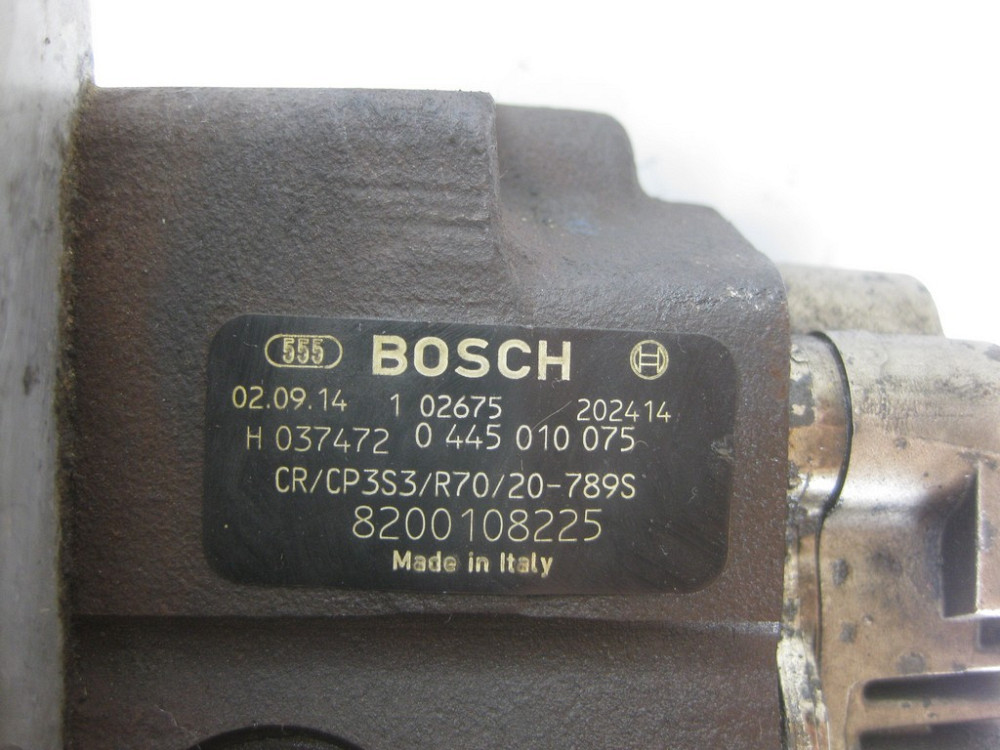 555 BOSCH
02.09.14 1 02675 202414
H 037472 0 445 010 075
CR/CP3S3/R70/20-789S
8200108225
Made in Italy